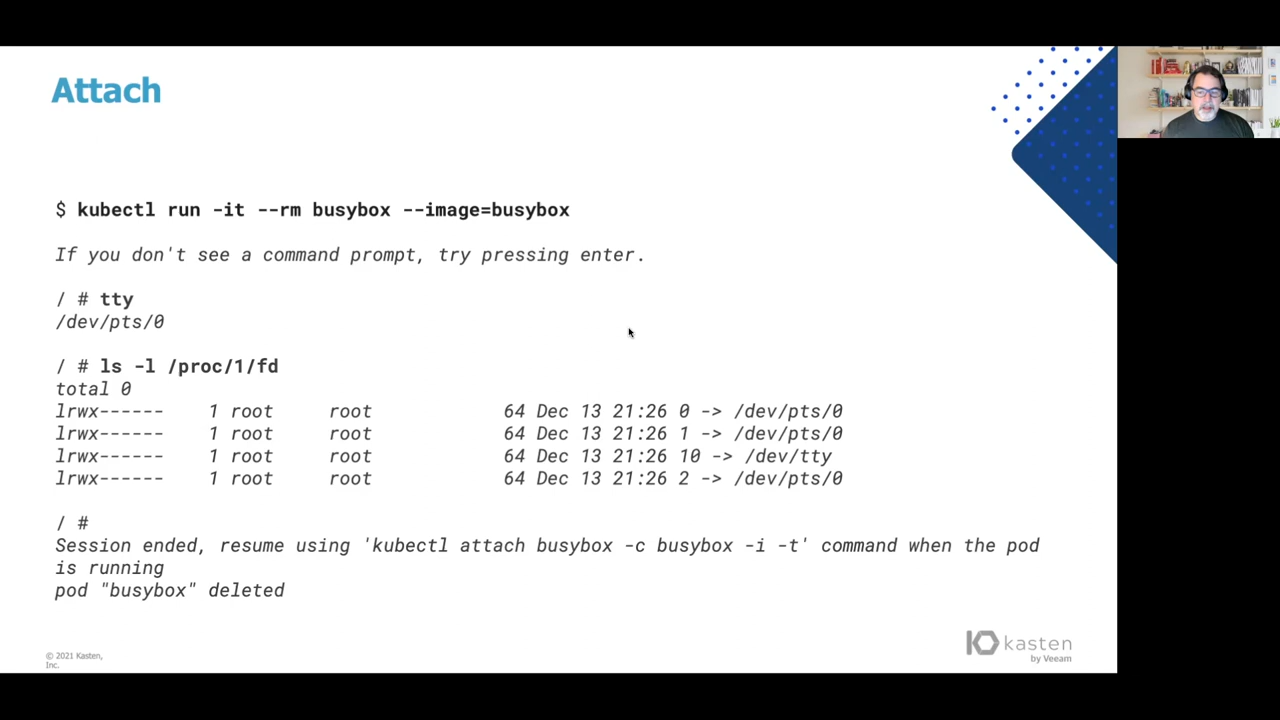 Attach
$ kubectl run -it --rm busybox --image=busybox
If you don't see a command prompt, try pressing enter.
/ # tty
/dev/pts/0
/ # ls -l /proc/1/fd
total 0
lrwx------    1 root     root            64 Dec 13 21:26 0 -> /dev/pts/0
lrwx------    1 root     root            64 Dec 13 21:26 1 -> /dev/pts/0
lrwx------    1 root     root            64 Dec 13 21:26 10 -> /dev/tty
lrwx------    1 root     root            64 Dec 13 21:26 2 -> /dev/pts/0
/ #
Session ended, resume using 'kubectl attach busybox -c busybox -i -t' command when the pod
is running
pod "busybox" deleted
© 2021 Kasten,
Inc.
kasten
by Veeam